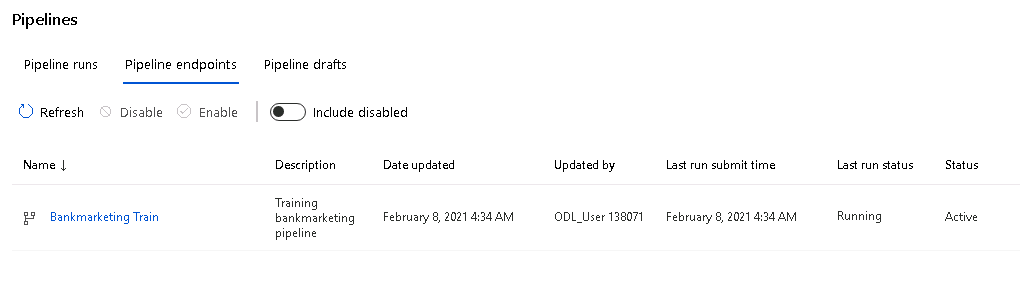 Pipelines
Pipeline runs Pipeline endpoints Pipeline drafts
Refresh Disable Enable Include disabled
Name ↓ Description Date updated Updated by Last run submit time Last run status Status
Bankmarketing Train Training bankmarketing pipeline February 8, 2021 4:34 AM ODL_User 138071 February 8, 2021 4:34 AM Running Active